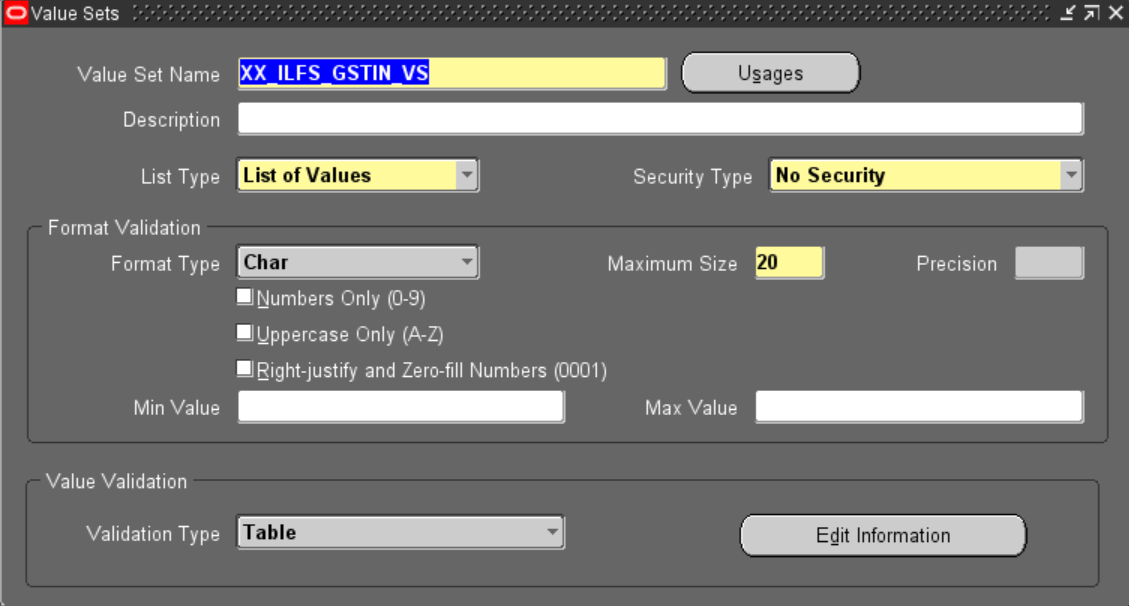 Value Sets
Value Set Name XX_ILFS_GSTIN_VS Usages
Description
List Type List of Values Security Type No Security
Format Validation
Format Type Char Maximum Size 20 Precision
Numbers Only (0-9)
Uppercase Only (A-Z)
Right-justify and Zero-fill Numbers (0001)
Min Value Max Value
Value Validation
Validation Type Table Edit Information